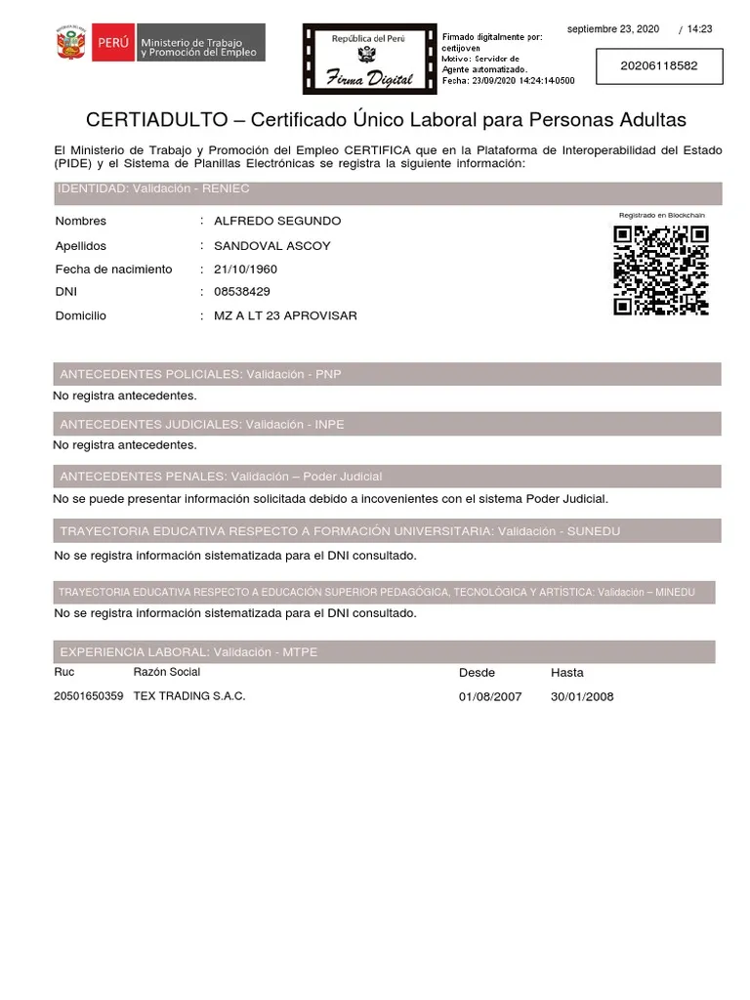 PERÚ
Ministerio de Trabajo
y Promoción del Empleo
República del Perú
Firma Digital
Firmado digitalmente por:
certijoven
Motivo: Servidor de
Agente automatizado.
Fecha: 23/09/2020 14:24:14-0500
septiembre 23, 2020 / 14:23
20206118582
CERTIADULTO – Certificado Único Laboral para Personas Adultas
El Ministerio de Trabajo y Promoción del Empleo CERTIFICA que en la Plataforma de Interoperabilidad del Estado
(PIDE) y el Sistema de Planillas Electrónicas se registra la siguiente información:
IDENTIDAD: Validación - RENIEC
Registrado en Blockchain
Nombres : ALFREDO SEGUNDO
Apellidos : SANDOVAL ASCOY
Fecha de nacimiento : 21/10/1960
DNI : 08538429
Domicilio : MZ A LT 23 APROVISAR
ANTECEDENTES POLICIALES: Validación - PNP
No registra antecedentes.
ANTECEDENTES JUDICIALES: Validación - INPE
No registra antecedentes.
ANTECEDENTES PENALES: Validación – Poder Judicial
No se puede presentar información solicitada debido a incovenientes con el sistema Poder Judicial.
TRAYECTORIA EDUCATIVA RESPECTO A FORMACIÓN UNIVERSITARIA: Validación - SUNEDU
No se registra información sistematizada para el DNI consultado.
TRAYECTORIA EDUCATIVA RESPECTO A EDUCACIÓN SUPERIOR PEDAGÓGICA, TECNOLÓGICA Y ARTÍSTICA: Validación – MINEDU
No se registra información sistematizada para el DNI consultado.
EXPERIENCIA LABORAL: Validación - MTPE
Ruc Razón Social Desde Hasta
20501650359 TEX TRADING S.A.C. 01/08/2007 30/01/2008